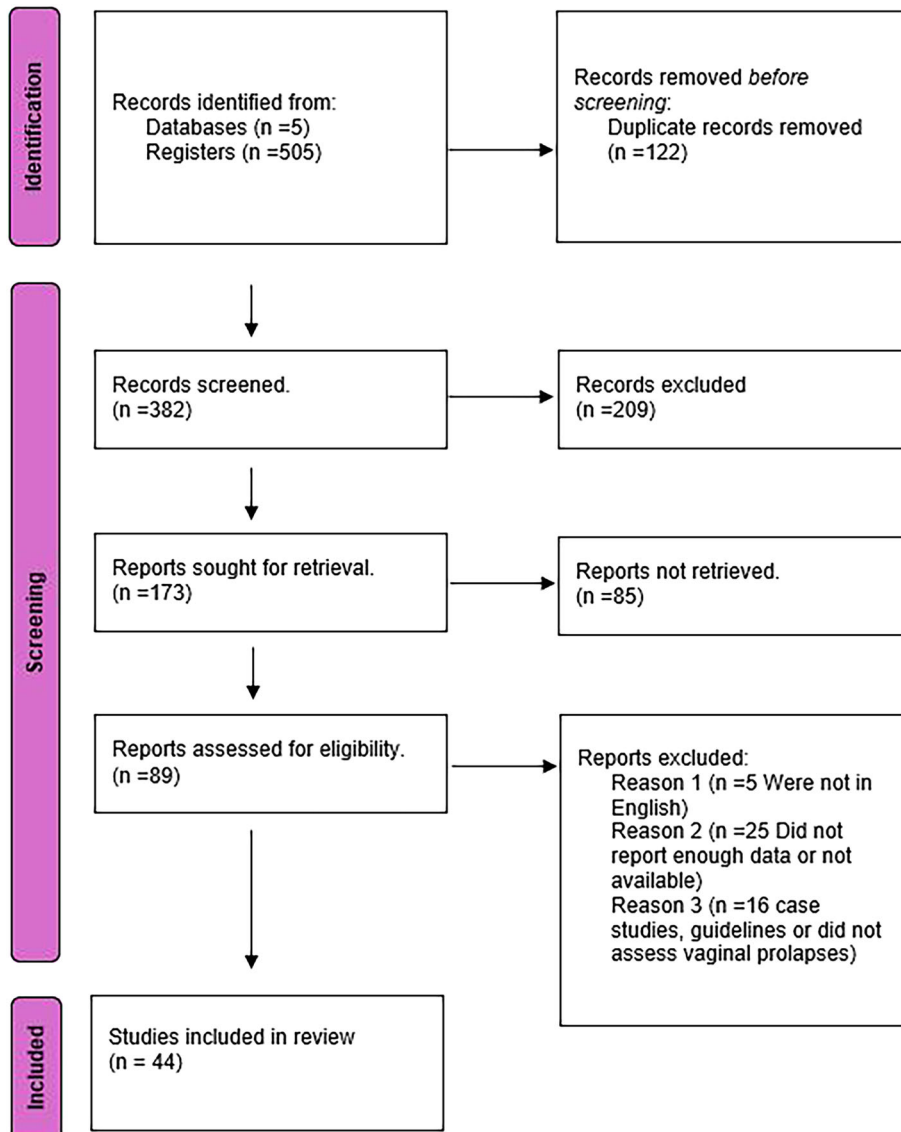 Identification
Records identified from:
Databases (n =5)
Registers (n =505)
Records removed before
screening:
Duplicate records removed
(n =122)
Screening
Records screened.
(n =382)
Records excluded
(n =209)
Reports sought for retrieval.
(n =173)
Reports not retrieved.
(n =85)
Reports assessed for eligibility.
(n =89)
Reports excluded:
Reason 1 (n =5 Were not in
English)
Reason 2 (n =25 Did not
report enough data or not
available)
Reason 3 (n =16 case
studies, guidelines or did not
assess vaginal prolapses)
Included
Studies included in review
(n = 44)